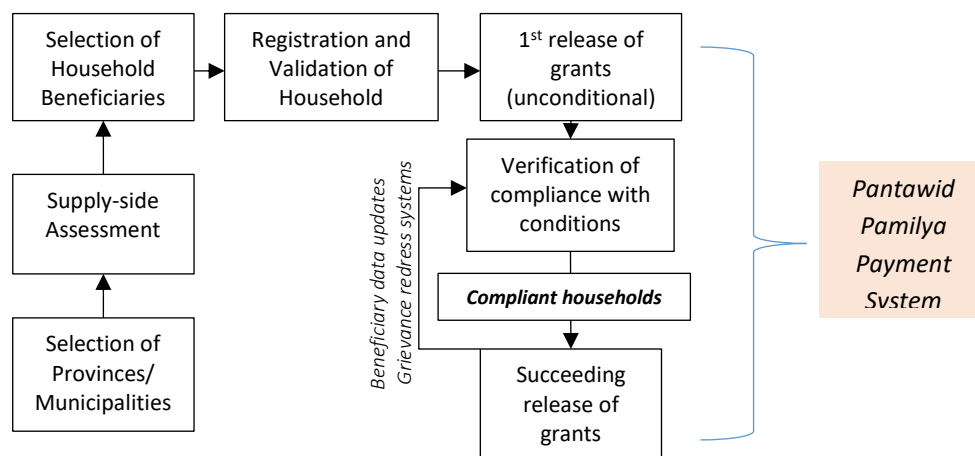 Selection of
Household
Beneficiaries
Registration and
Validation of
Household
1st release of
grants
(unconditional)
Supply-side
Assessment
Selection of
Provinces/
Municipalities
Verification of
compliance with
conditions
Beneficiary data updates
Grievance redress systems
Compliant households
Succeeding
release of
grants
Pantawid
Pamilya
Payment
System